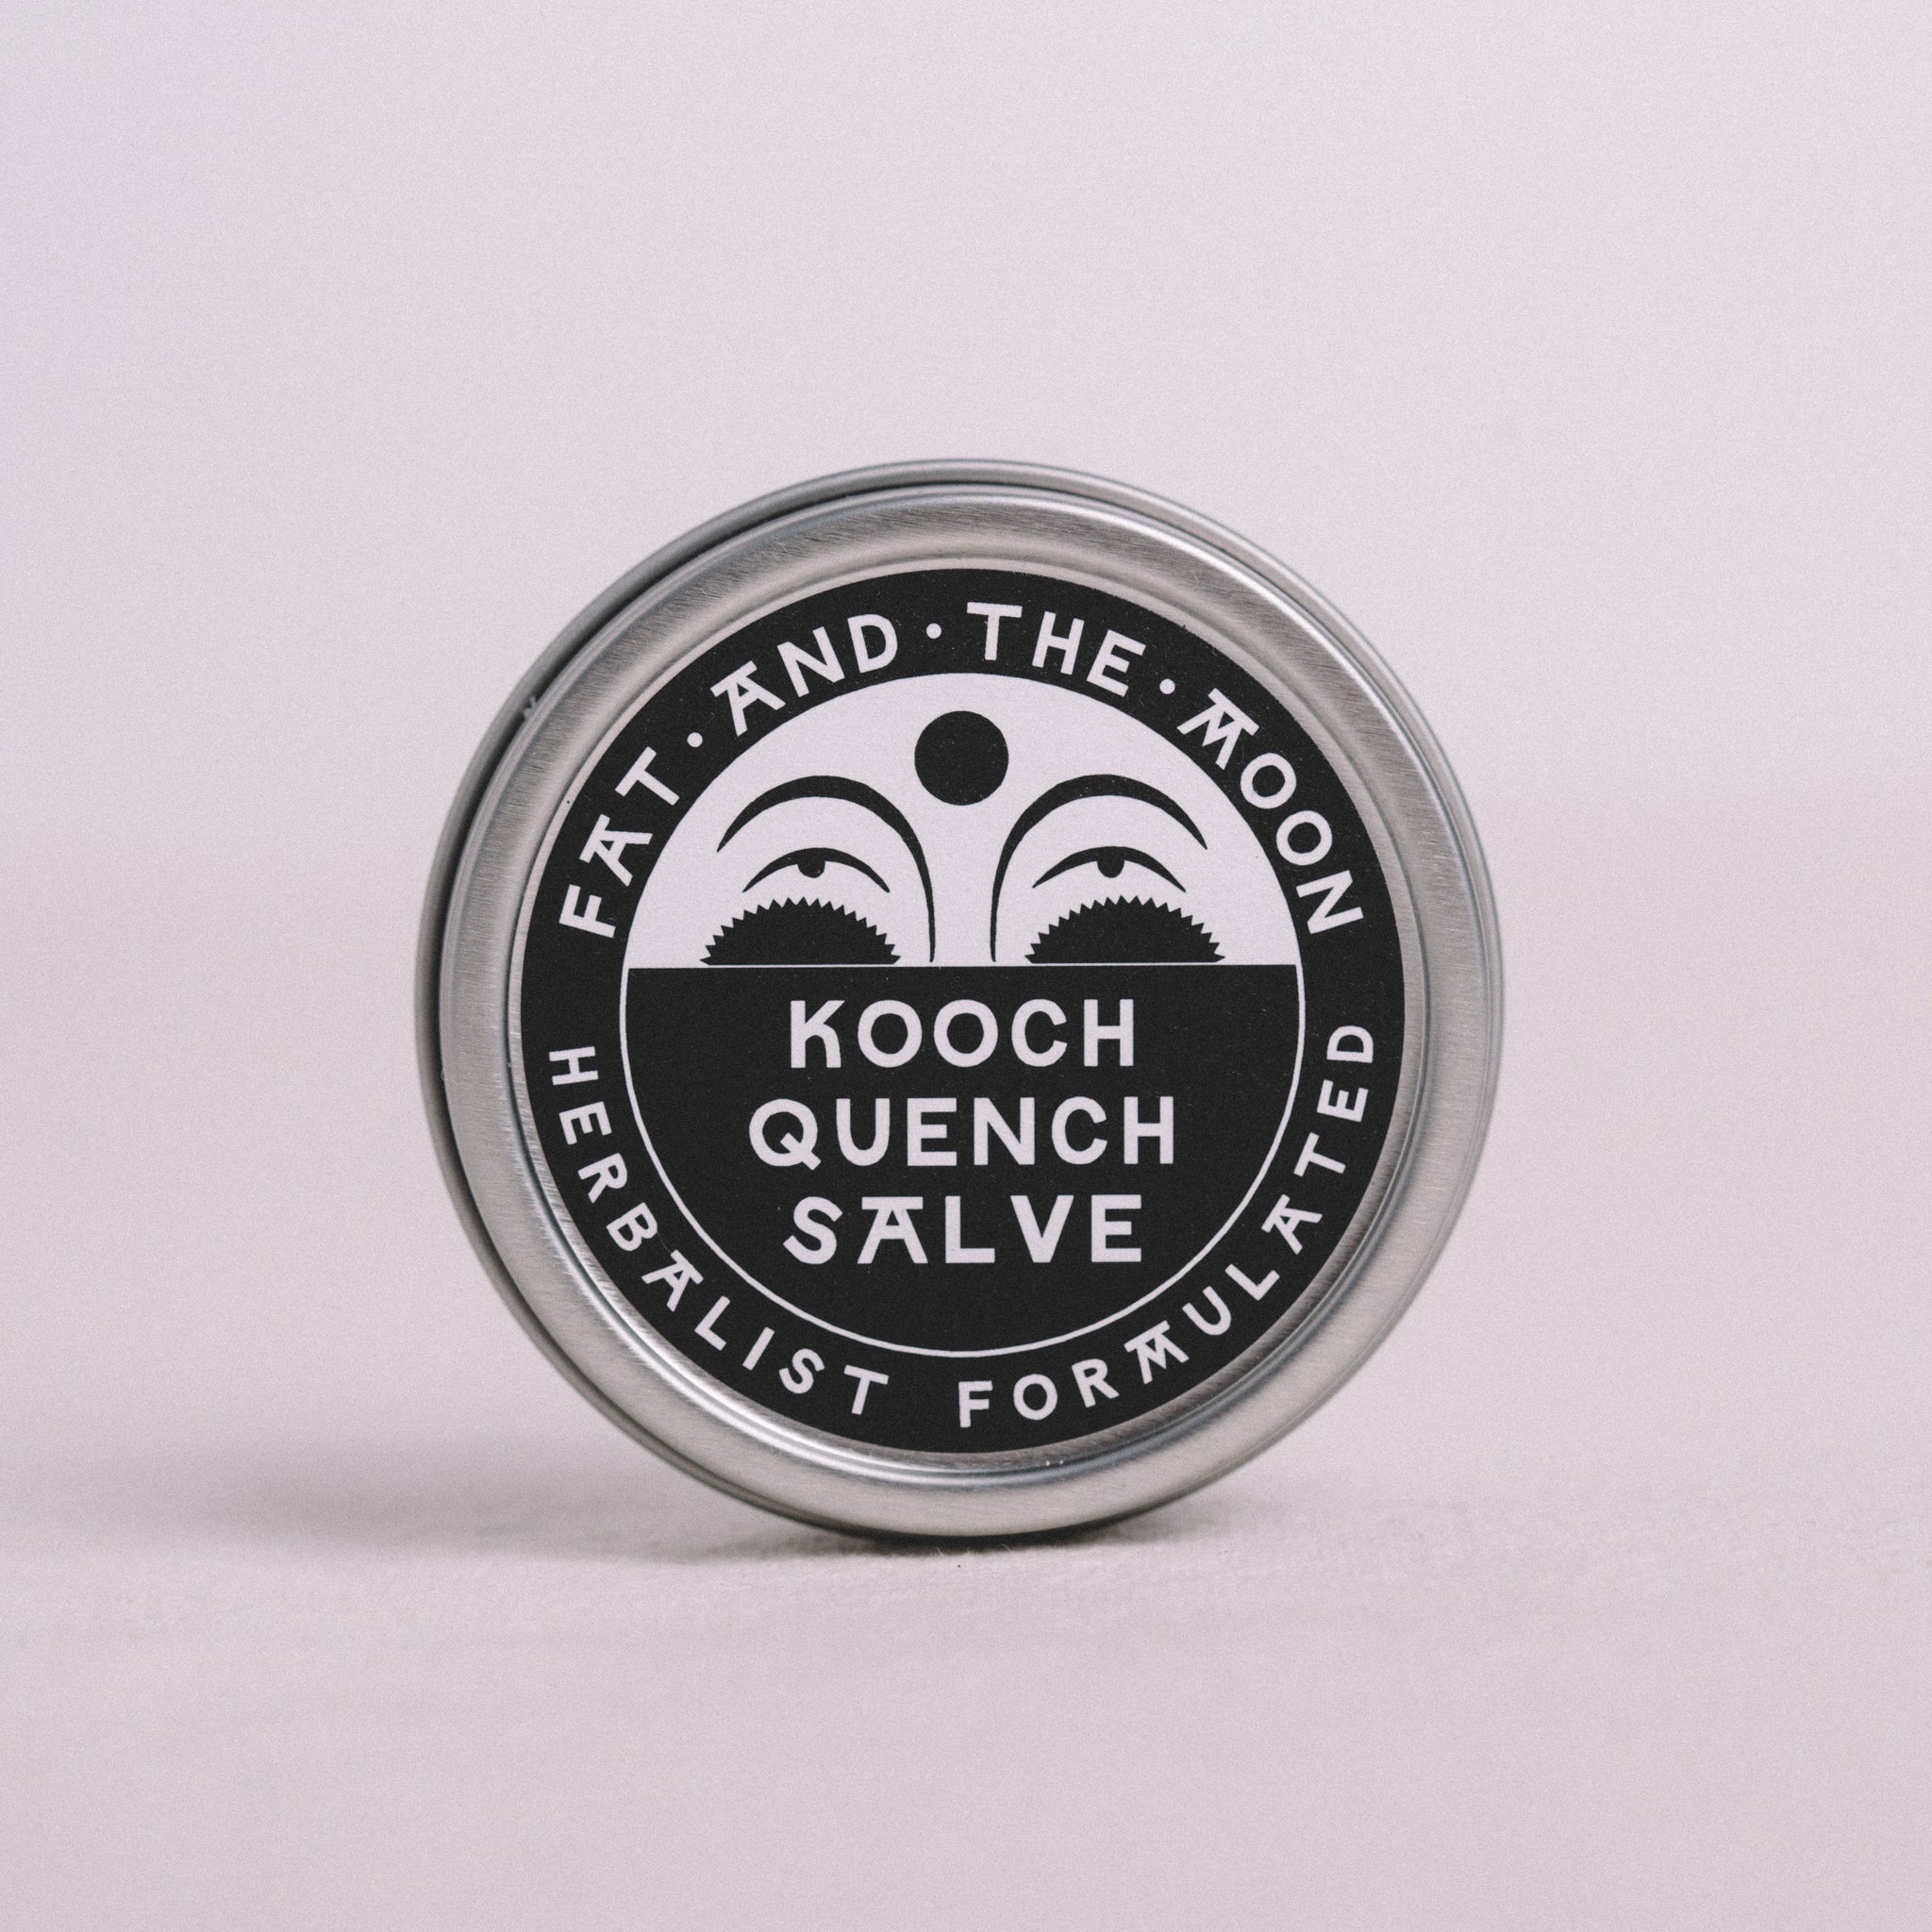 FAT · AND · THE · MOON
KOOCH
QUENCH
SALVE
HERBALIST FORMULATED